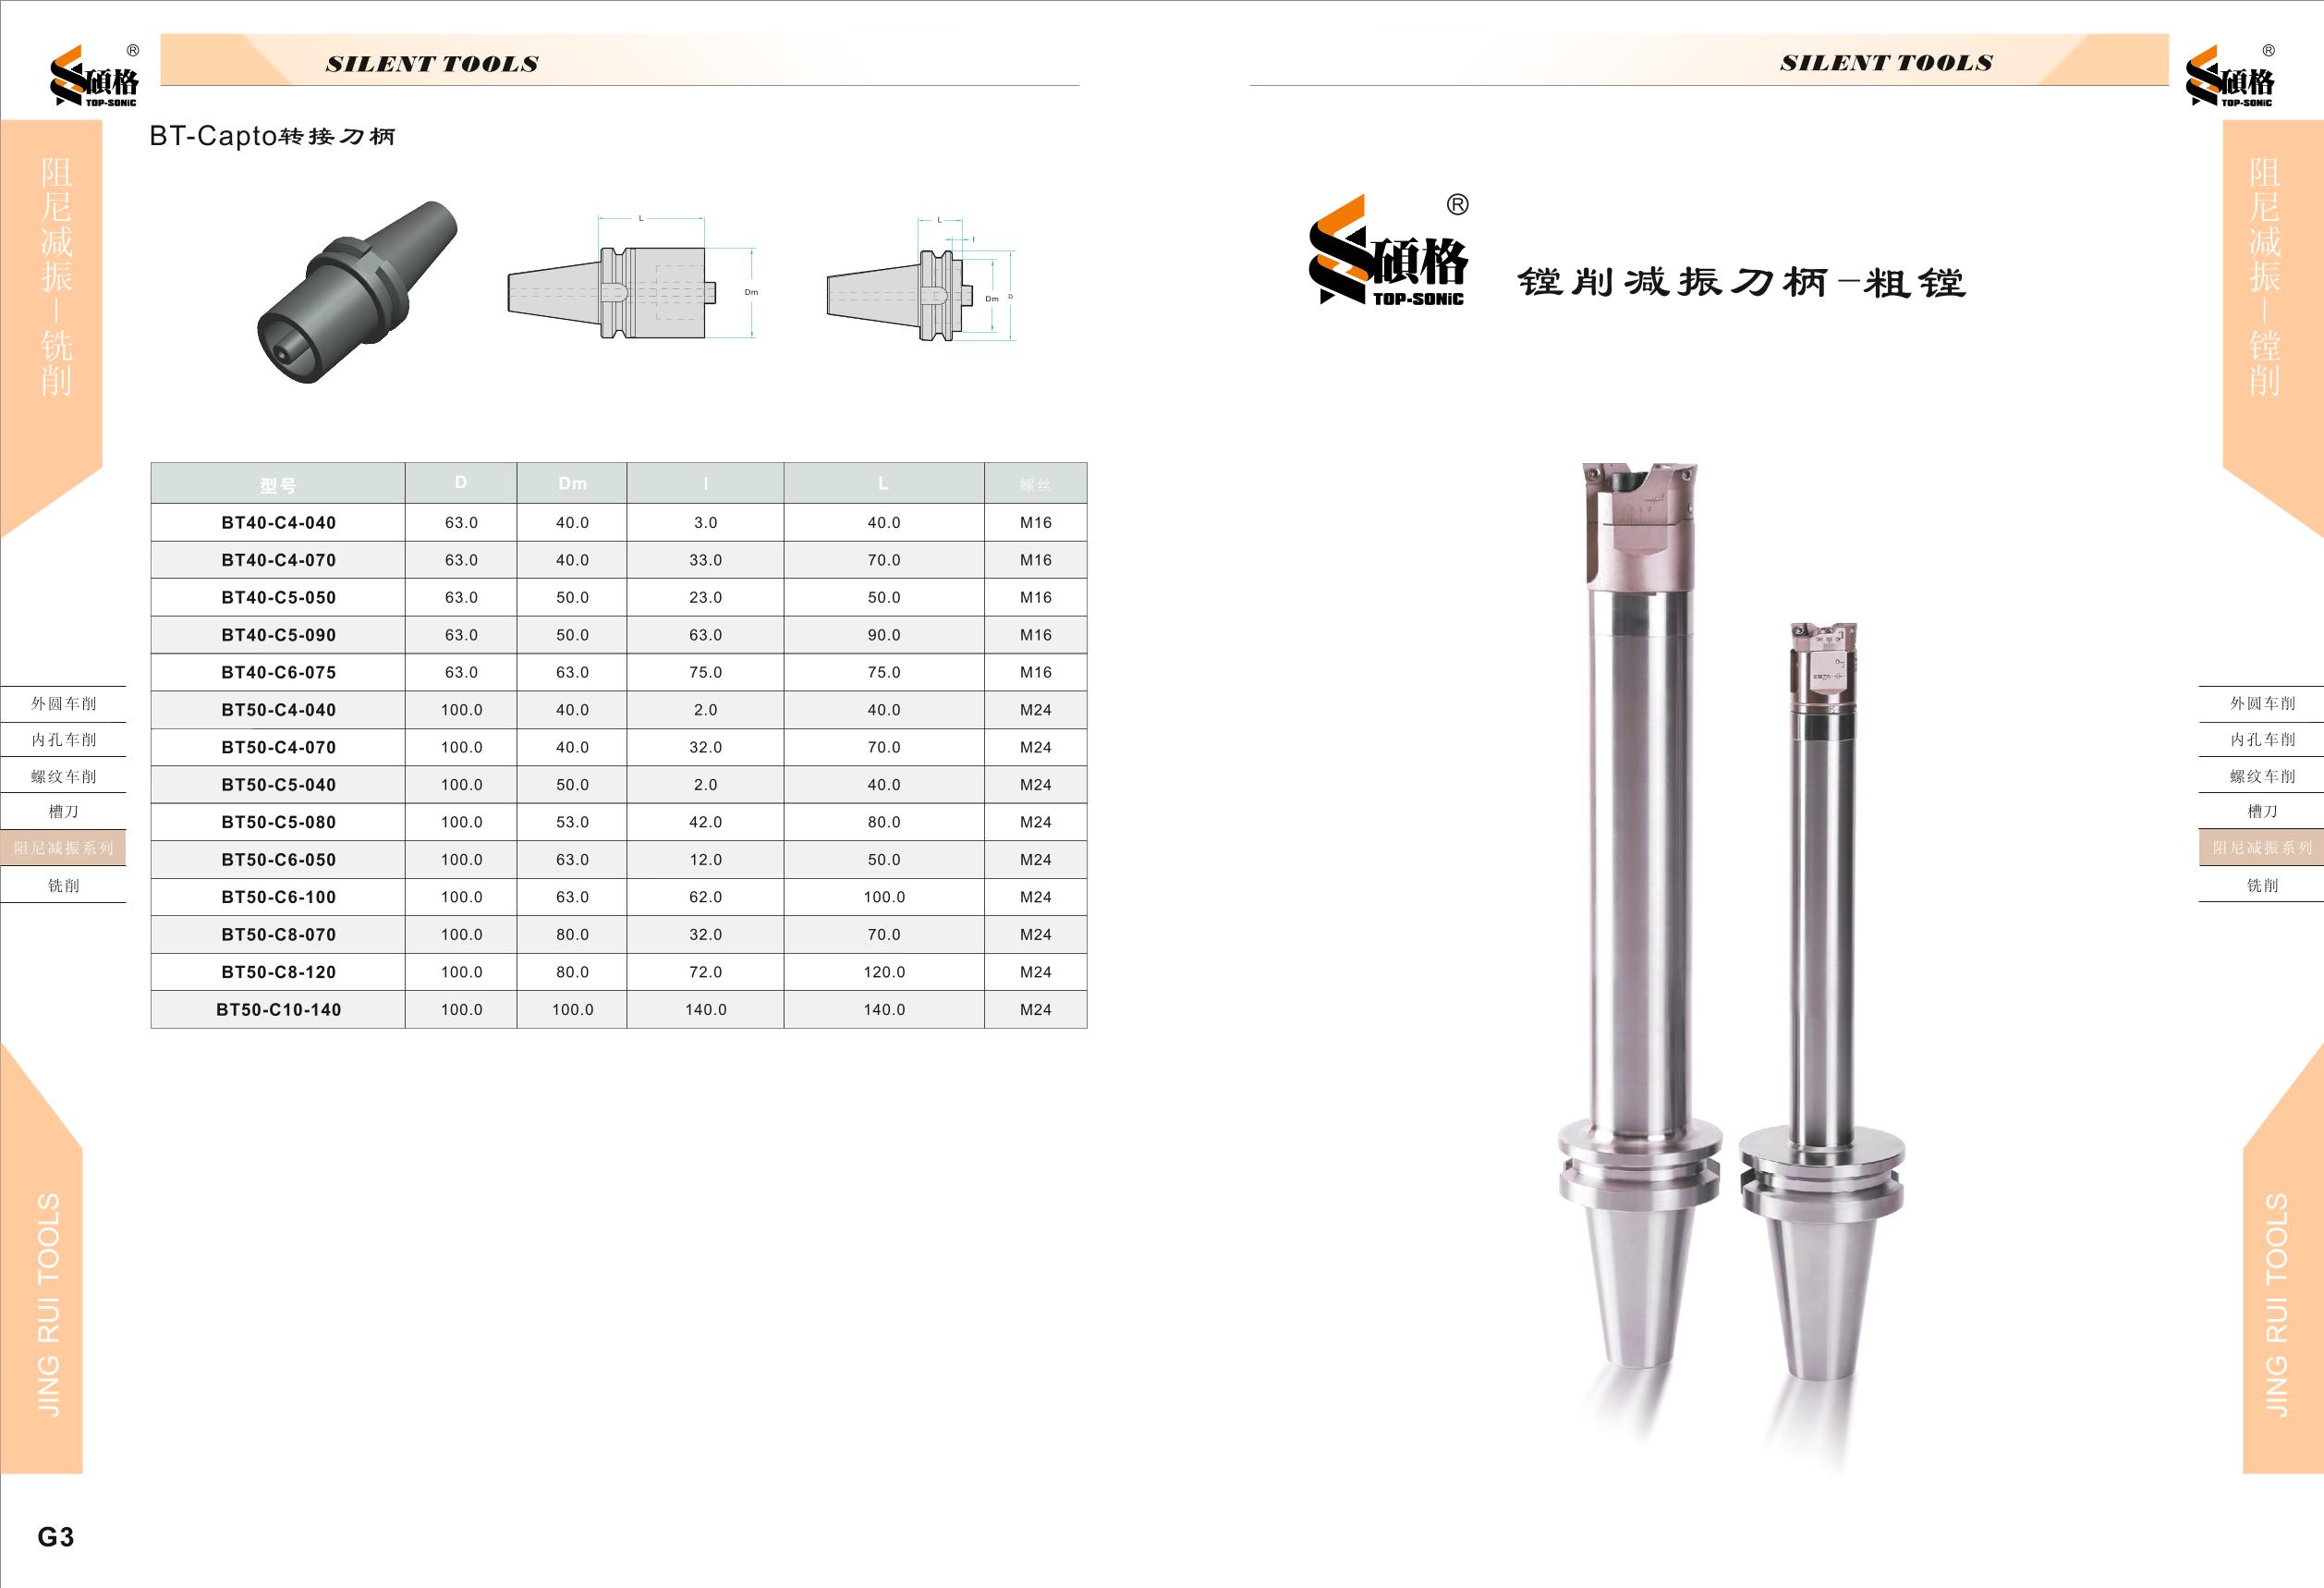 碩格
®
TOP-SONiC
SILENT TOOLS
BT-Capto转接刀柄
阻尼减振-铣削
L
Dm
L
l
Dm
D
型号 D Dm l L 螺丝
BT40-C4-040 63.0 40.0 3.0 40.0 M16
BT40-C4-070 63.0 40.0 33.0 70.0 M16
BT40-C5-050 63.0 50.0 23.0 50.0 M16
BT40-C5-090 63.0 50.0 63.0 90.0 M16
BT40-C6-075 63.0 63.0 75.0 75.0 M16
BT50-C4-040 100.0 40.0 2.0 40.0 M24
BT50-C4-070 100.0 40.0 32.0 70.0 M24
BT50-C5-040 100.0 50.0 2.0 40.0 M24
BT50-C5-080 100.0 53.0 42.0 80.0 M24
BT50-C6-050 100.0 63.0 12.0 50.0 M24
BT50-C6-100 100.0 63.0 62.0 100.0 M24
BT50-C8-070 100.0 80.0 32.0 70.0 M24
BT50-C8-120 100.0 80.0 72.0 120.0 M24
BT50-C10-140 100.0 100.0 140.0 140.0 M24
外圆车削
内孔车削
螺纹车削
槽刀
阻尼减振系列
铣削
JING RUI TOOLS
G3
SILENT TOOLS
碩格
®
TOP-SONiC
碩格
®
TOP-SONiC
镗削减振刀柄-粗镗
阻尼减振-镗削
外圆车削
内孔车削
螺纹车削
槽刀
阻尼减振系列
铣削
JING RUI TOOLS